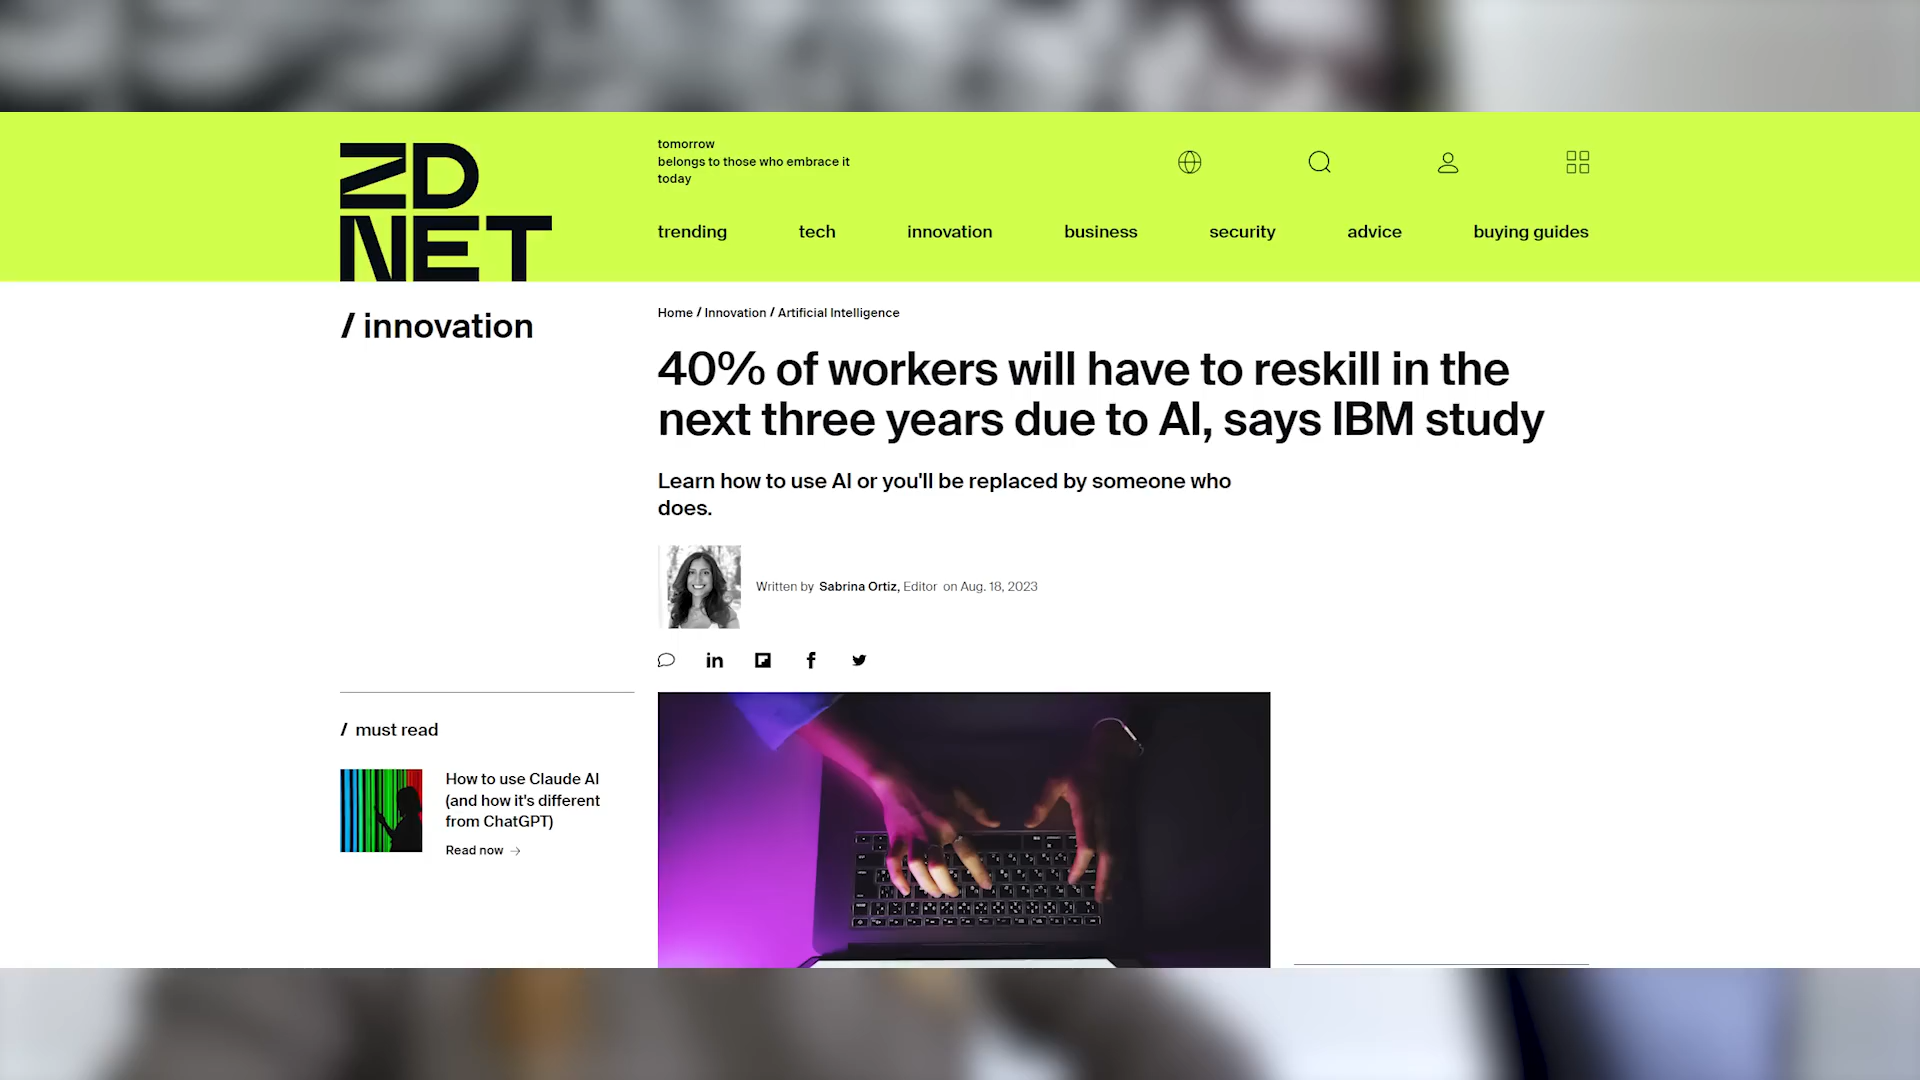 ZD
NET
tomorrow
belongs to those who embrace it
today
trending tech innovation business security advice buying guides
/ innovation
Home / Innovation / Artificial Intelligence
40% of workers will have to reskill in the
next three years due to AI, says IBM study
Learn how to use AI or you'll be replaced by someone who
does.
Written by Sabrina Ortiz, Editor on Aug. 18, 2023
in
f
/ must read
How to use Claude AI
(and how it's different
from ChatGPT)
Read now →